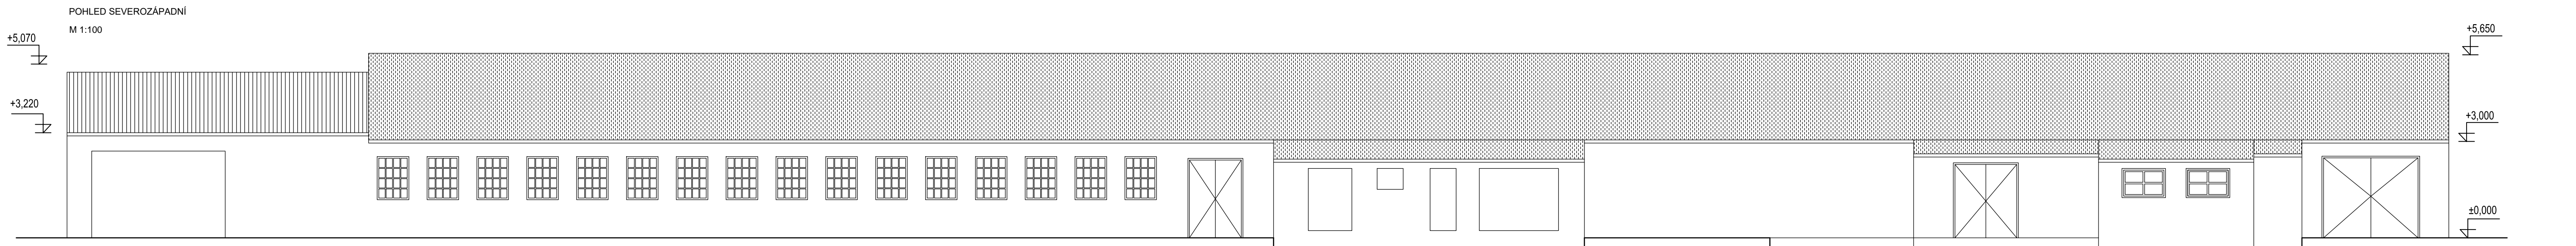 POHLED SEVEROZÁPADNÍ
M 1:100
+5,070
+5,650
+3,220
+3,000
±0,000